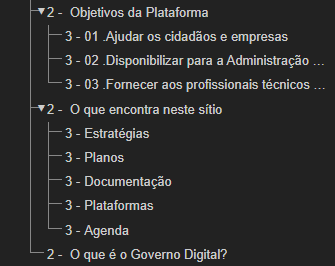 2 - Objetivos da Plataforma
3 - 01 .Ajudar os cidadãos e empresas
3 - 02 .Disponibilizar para a Administração ...
3 - 03 .Fornecer aos profissionais técnicos ...
2 - O que encontra neste sítio
3 - Estratégias
3 - Planos
3 - Documentação
3 - Plataformas
3 - Agenda
2 - O que é o Governo Digital?